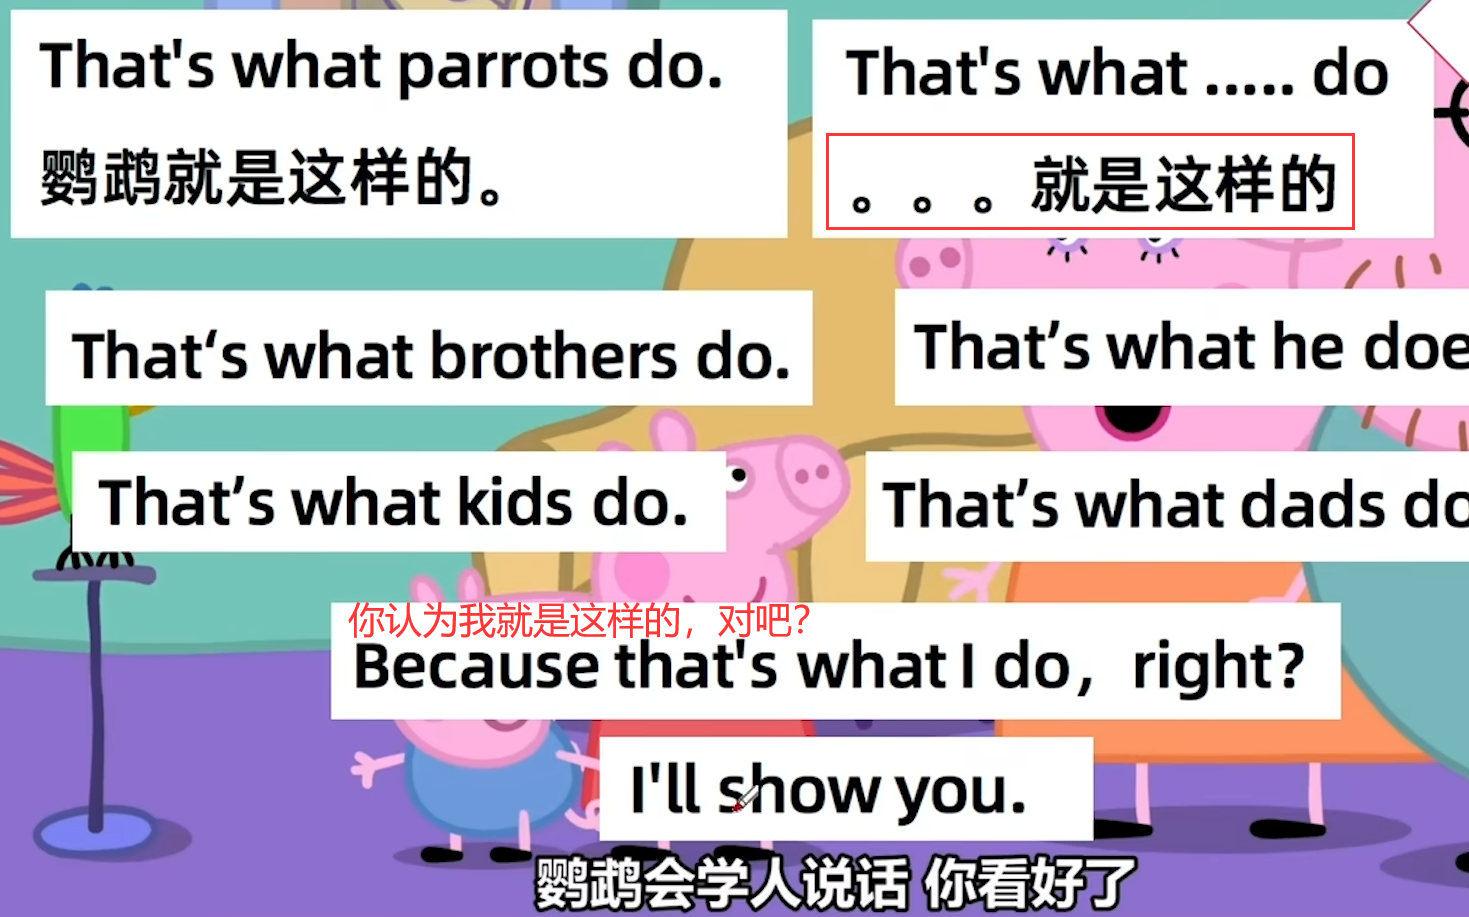 That's what parrots do.
鹦鹉就是这样的。
That's what ..... do
。。。就是这样的
That‘s what brothers do.
That’s what he doe
That’s what kids do.
That’s what dads do
你认为我就是这样的，对吧？
Because that's what I do，right?
I'll show you.
鹦鹉会学人说话 你看好了